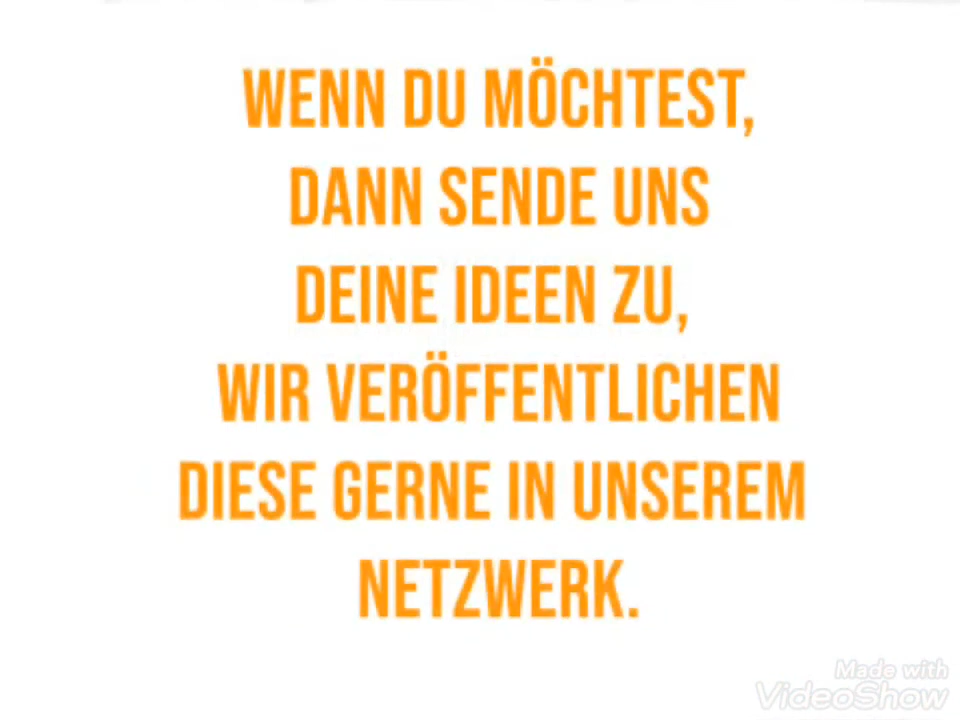 WENN DU MÖCHTEST,
DANN SENDE UNS
DEINE IDEEN ZU,
WIR VERÖFFENTLICHEN
DIESE GERNE IN UNSEREM
NETZWERK.
Made with
VideoShow